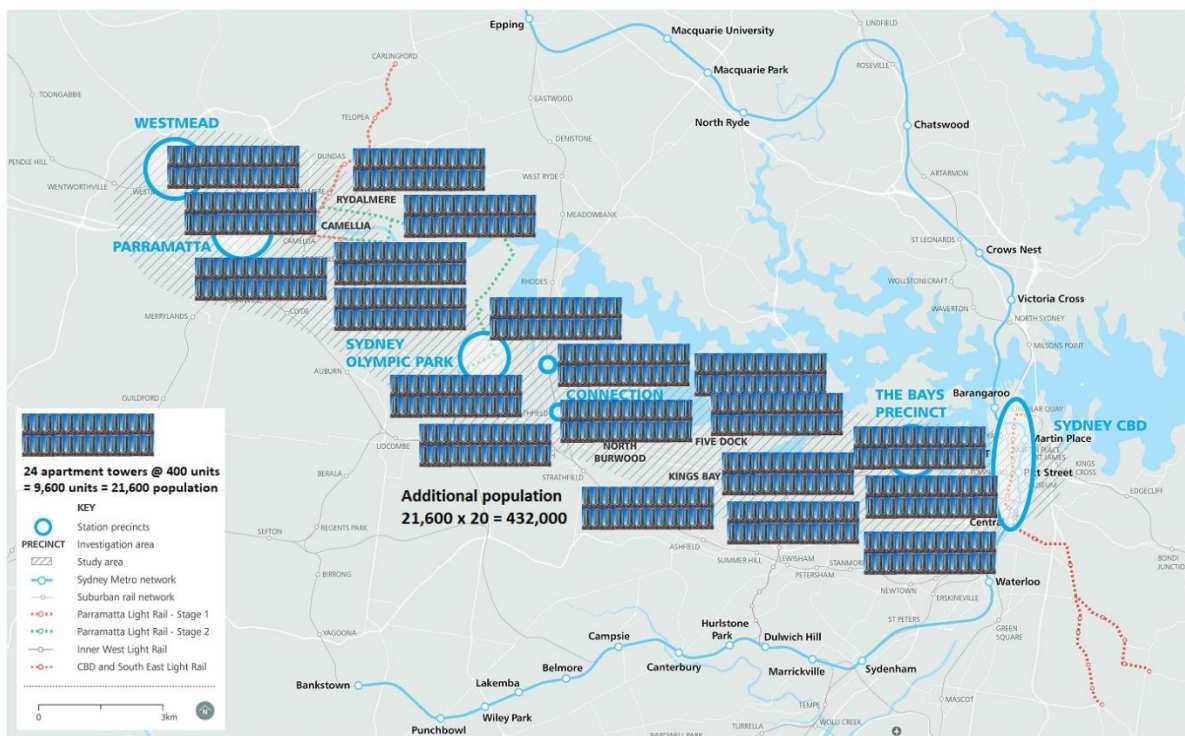 Epping
Macquarie University
Macquarie Park
North Ryde
Chatswood
Crows Nest
Victoria Cross
Barangaroo
Martin Place
Pitt Street
Central
Waterloo
Sydenham
Marrickville
Dulwich Hill
Hurlstone
Park
Canterbury
Campsie
Belmore
Lakemba
Wiley Park
Punchbowl
Bankstown
LINDFIELD
ROSEVILLE
ARTARMON
ST LEONARDS
WOLLSTONECRAFT
WAVERTON
NORTH SYDNEY
MILSONS POINT
CARLINGFORD
TELOPEA
DUNDAS
EASTWOOD
DENISTONE
WEST RYDE
MEADOWBANK
RHODES
TOONGABBIE
PENDLE HILL
WENTWORTHVILLE
WESTMEAD
PARRAMATTA
RYDALMERE
CAMELLIA
CAMELLIA
MERRYLANDS
CLYDE
GUILDFORD
AUBURN
LIDCOMBE
BERALA
REGENTS PARK
SEFTON
BIRRONG
YAGOONA
SYDNEY
OLYMPIC PARK
CONNECTION
NORTH
BURWOOD
STRATHFIELD
FIVE DOCK
KINGS BAY
THE BAYS
PRECINCT
SYDNEY CBD
KINGS
CROSS
EDGECLIFF
BONDI
JUNCTION
ASHFIELD
SUMMER HILL
LEWISHAM
PETERSHAM
STANMORE
NEWTOWN
ERSKINEVILLE
ST PETERS
GREEN
SQUARE
MASCOT
TEMPE
WOLLI CREEK
TURRELLA
BARDWELL PARK
Additional population
21,600 x 20 = 432,000
24 apartment towers @ 400 units
= 9,600 units = 21,600 population
KEY
Station precincts
PRECINCT Investigation area
Study area
Sydney Metro network
Suburban rail network
Parramatta Light Rail - Stage 1
Parramatta Light Rail - Stage 2
Inner West Light Rail
CBD and South East Light Rail
0 3km
N